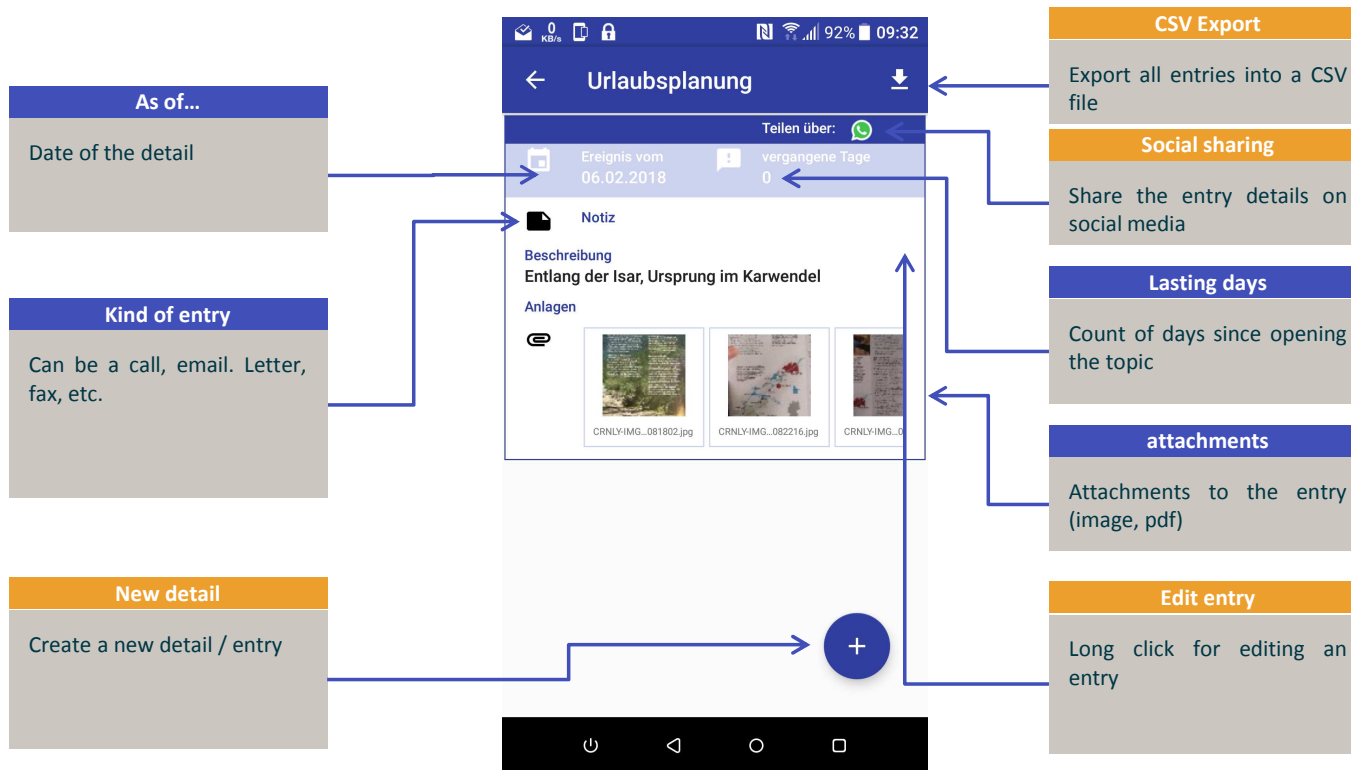 As of…
Date of the detail
Kind of entry
Can be a call, email. Letter,
fax, etc.
New detail
Create a new detail / entry
0
KB/s
92%
09:32
Urlaubsplanung
Teilen über:
Ereignis vom
06.02.2018
vergangene Tage
0
Notiz
Beschreibung
Entlang der Isar, Ursprung im Karwendel
Anlagen
CRNLY-IMG...081802.jpg
CRNLY-IMG...082216.jpg
CRNLY-IMG...0
CSV Export
Export all entries into a CSV
file
Social sharing
Share the entry details on
social media
Lasting days
Count of days since opening
the topic
attachments
Attachments to the entry
(image, pdf)
Edit entry
Long click for editing an
entry